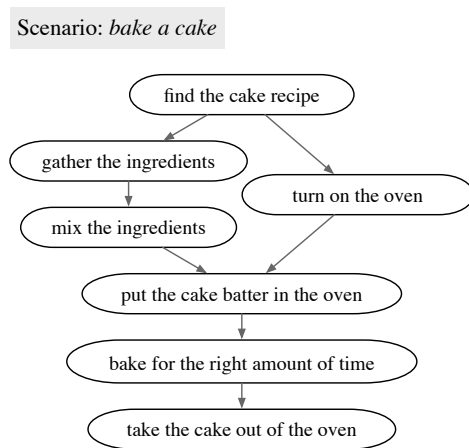 Scenario: bake a cake
find the cake recipe
gather the ingredients
turn on the oven
mix the ingredients
put the cake batter in the oven
bake for the right amount of time
take the cake out of the oven